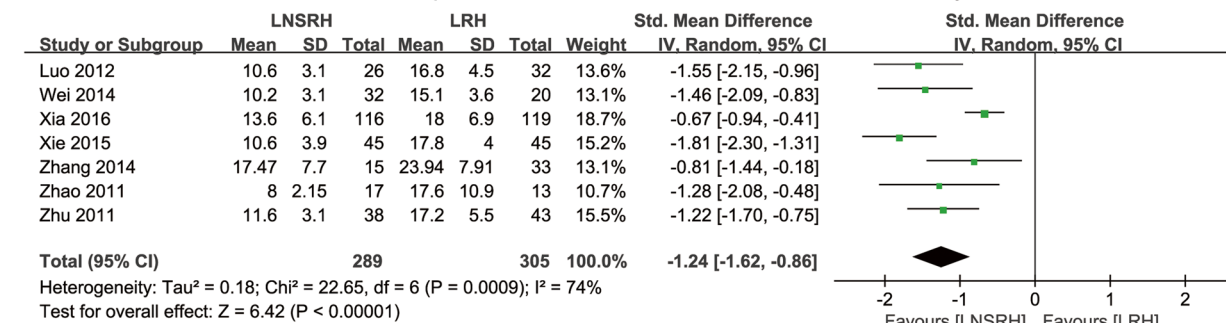 LNSRH LRH Std. Mean Difference Std. Mean Difference
Study or Subgroup Mean SD Total Mean SD Total Weight IV, Random, 95% CI IV, Random, 95% CI
Luo 2012 10.6 3.1 26 16.8 4.5 32 13.6% -1.55 [-2.15, -0.96]
Wei 2014 10.2 3.1 32 15.1 3.6 20 13.1% -1.46 [-2.09, -0.83]
Xia 2016 13.6 6.1 116 18 6.9 119 18.7% -0.67 [-0.94, -0.41]
Xie 2015 10.6 3.9 45 17.8 4 45 15.2% -1.81 [-2.30, -1.31]
Zhang 2014 17.47 7.7 15 23.94 7.91 33 13.1% -0.81 [-1.44, -0.18]
Zhao 2011 8 2.15 17 17.6 10.9 13 10.7% -1.28 [-2.08, -0.48]
Zhu 2011 11.6 3.1 38 17.2 5.5 43 15.5% -1.22 [-1.70, -0.75]
Total (95% CI) 289 305 100.0% -1.24 [-1.62, -0.86]
Heterogeneity: Tau² = 0.18; Chi² = 22.65, df = 6 (P = 0.0009); I² = 74%
Test for overall effect: Z = 6.42 (P < 0.00001)
-2 -1 0 1 2
Favours [LNSRH] Favours [LRH]